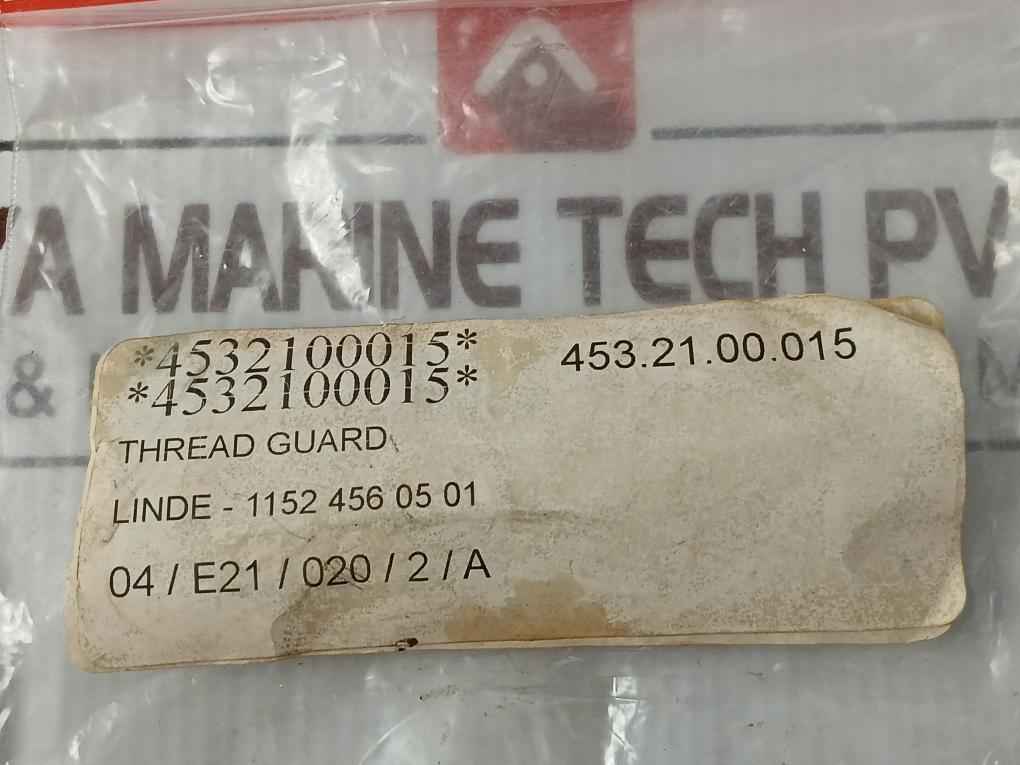 A MARINE TECH PV
&
*4532100015* 453.21.00.015
*4532100015*
THREAD GUARD
LINDE - 1152 456 05 01
04 / E21 / 020 / 2 / A